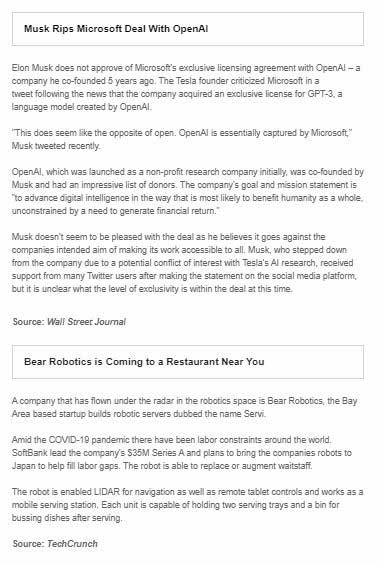 Musk Rips Microsoft Deal With OpenAI
Elon Musk does not approve of Microsoft's exclusive licensing agreement with OpenAI – a
company he co-founded 5 years ago. The Tesla founder criticized Microsoft in a
tweet following the news that the company acquired an exclusive license for GPT-3, a
language model created by OpenAI.
"This does seem like the opposite of open. OpenAI is essentially captured by Microsoft,"
Musk tweeted recently.
OpenAI, which was launched as a non-profit research company initially, was co-founded by
Musk and had an impressive list of donors. The company's goal and mission statement is
"to advance digital intelligence in the way that is most likely to benefit humanity as a whole,
unconstrained by a need to generate financial return."
Musk doesn't seem to be pleased with the deal as he believes it goes against the
companies intended aim of making its work accessible to all. Musk, who stepped down
from the company due to a potential conflict of interest with Tesla's AI research, received
support from many Twitter users after making the statement on the social media platform,
but it is unclear what the level of exclusivity is within the deal at this time.
Source: Wall Street Journal
Bear Robotics is Coming to a Restaurant Near You
A company that has flown under the radar in the robotics space is Bear Robotics, the Bay
Area based startup builds robotic servers dubbed the name Servi.
Amid the COVID-19 pandemic there have been labor constraints around the world.
SoftBank lead the company's $35M Series A and plans to bring the companies robots to
Japan to help fill labor gaps. The robot is able to replace or augment waitstaff.
The robot is enabled LIDAR for navigation as well as remote tablet controls and works as a
mobile serving station. Each unit is capable of holding two serving trays and a bin for
bussing dishes after serving.
Source: TechCrunch